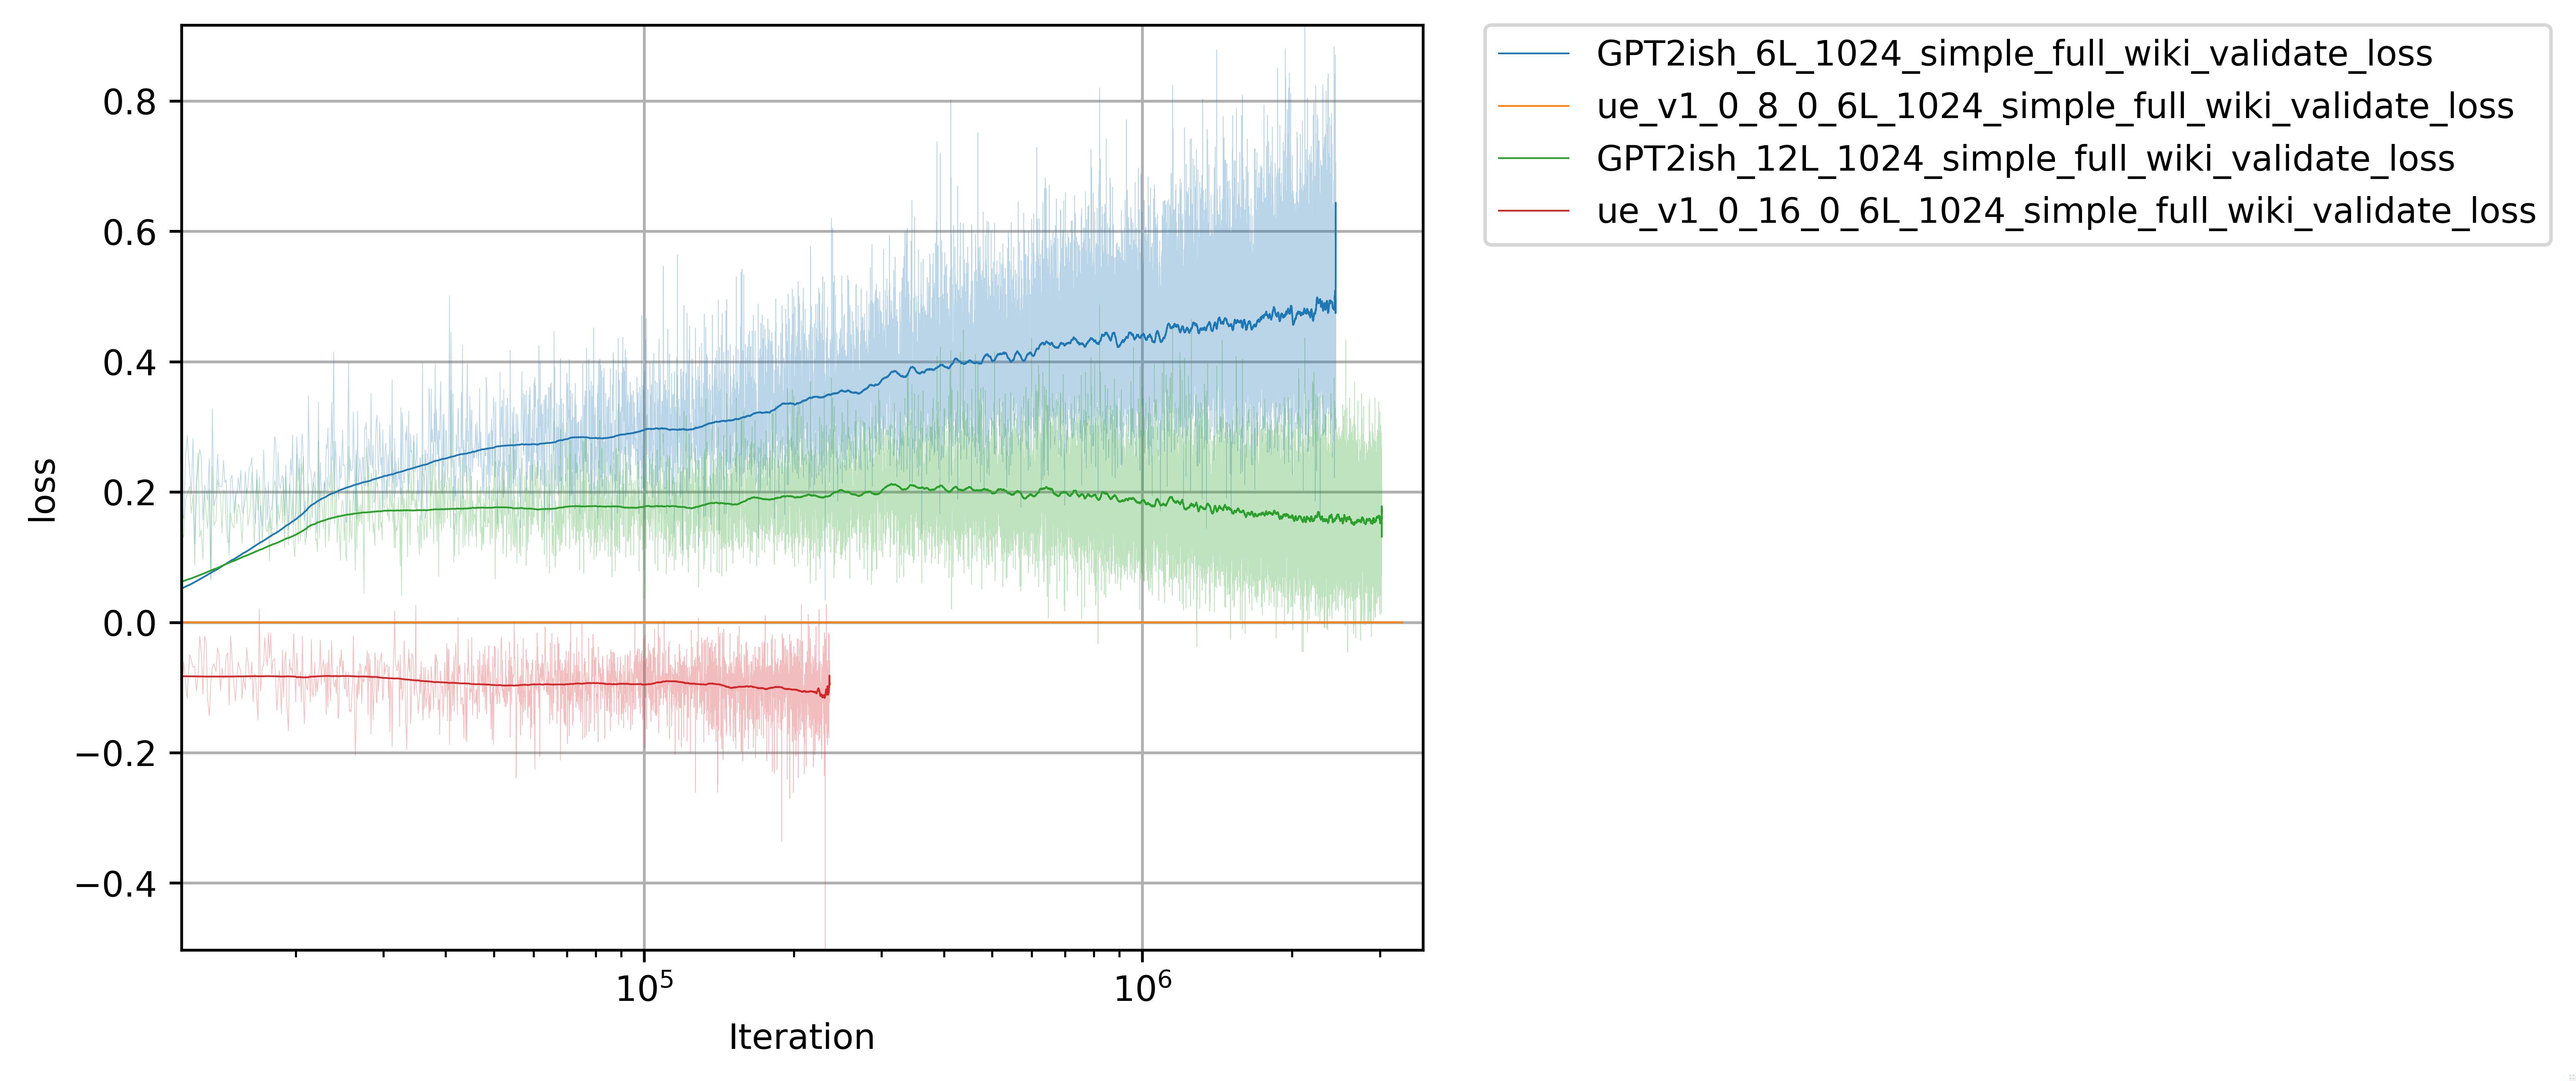 0.8
0.6
0.4
0.2
0.0
−0.2
−0.4
loss
10^5
10^6
Iteration
GPT2ish_6L_1024_simple_full_wiki_validate_loss
ue_v1_0_8_0_6L_1024_simple_full_wiki_validate_loss
GPT2ish_12L_1024_simple_full_wiki_validate_loss
ue_v1_0_16_0_6L_1024_simple_full_wiki_validate_loss